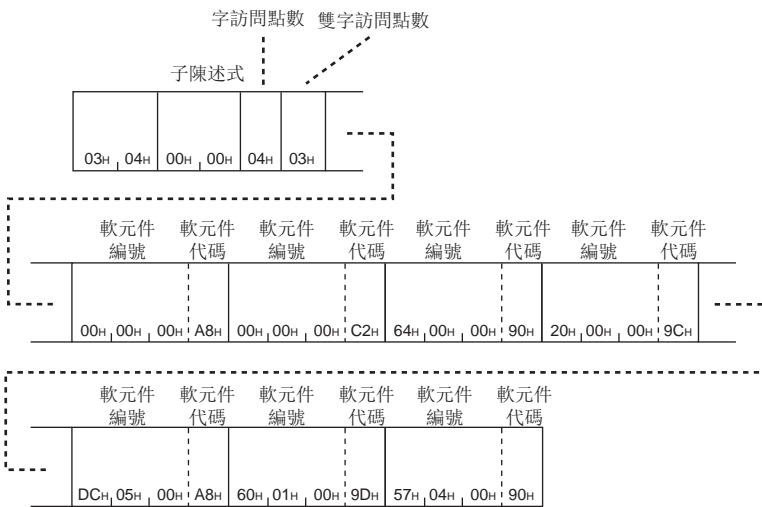 字訪問點數 雙字訪問點數
子陳述式
03H 04H 00H 00H 04H 03H
軟元件 軟元件 軟元件 軟元件 軟元件 軟元件 軟元件 軟元件
編號 代碼 編號 代碼 編號 代碼 編號 代碼
00H 00H 00H A8H 00H 00H 00H C2H 64H 00H 00H 90H 20H 00H 00H 9CH
軟元件 軟元件 軟元件 軟元件 軟元件 軟元件
編號 代碼 編號 代碼 編號 代碼
DCH 05H 00H A8H 60H 01H 00H 9DH 57H 04H 00H 90H